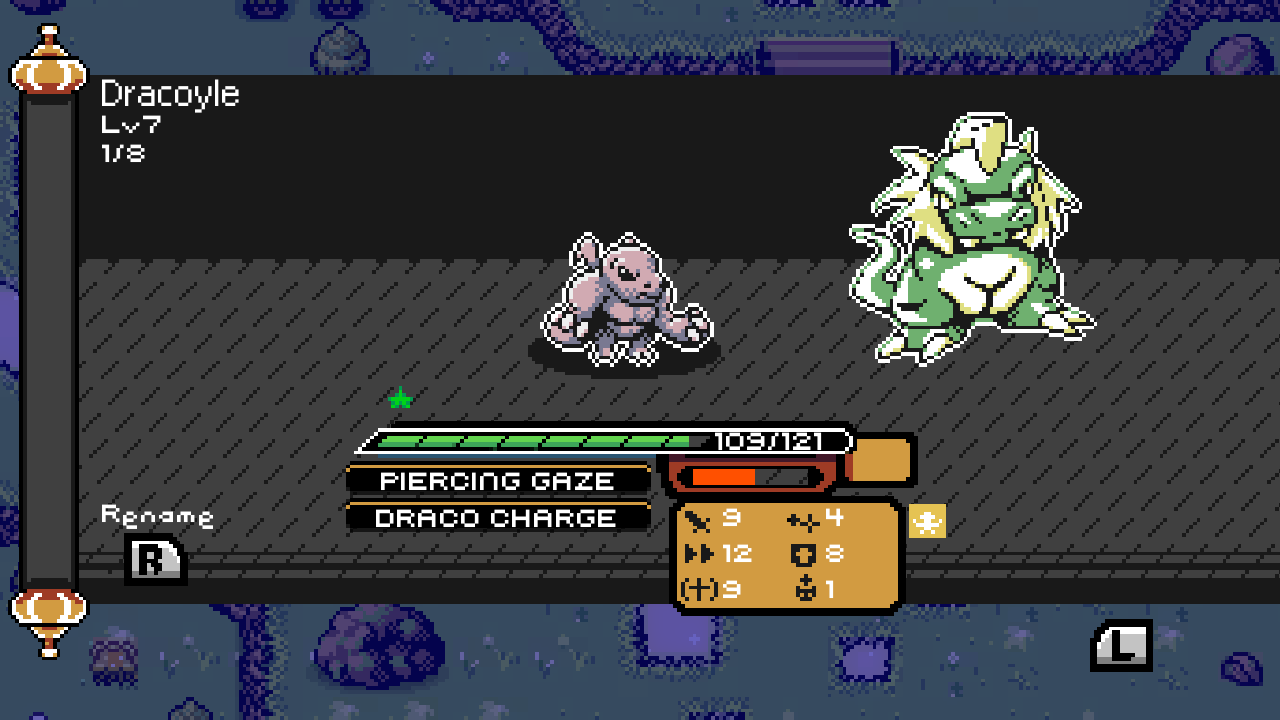 Dracoyle
Lv7
1/8
109/121
PIERCING GAZE
DRACO CHARGE
9 4
12 8
9 1
Rename
R
L